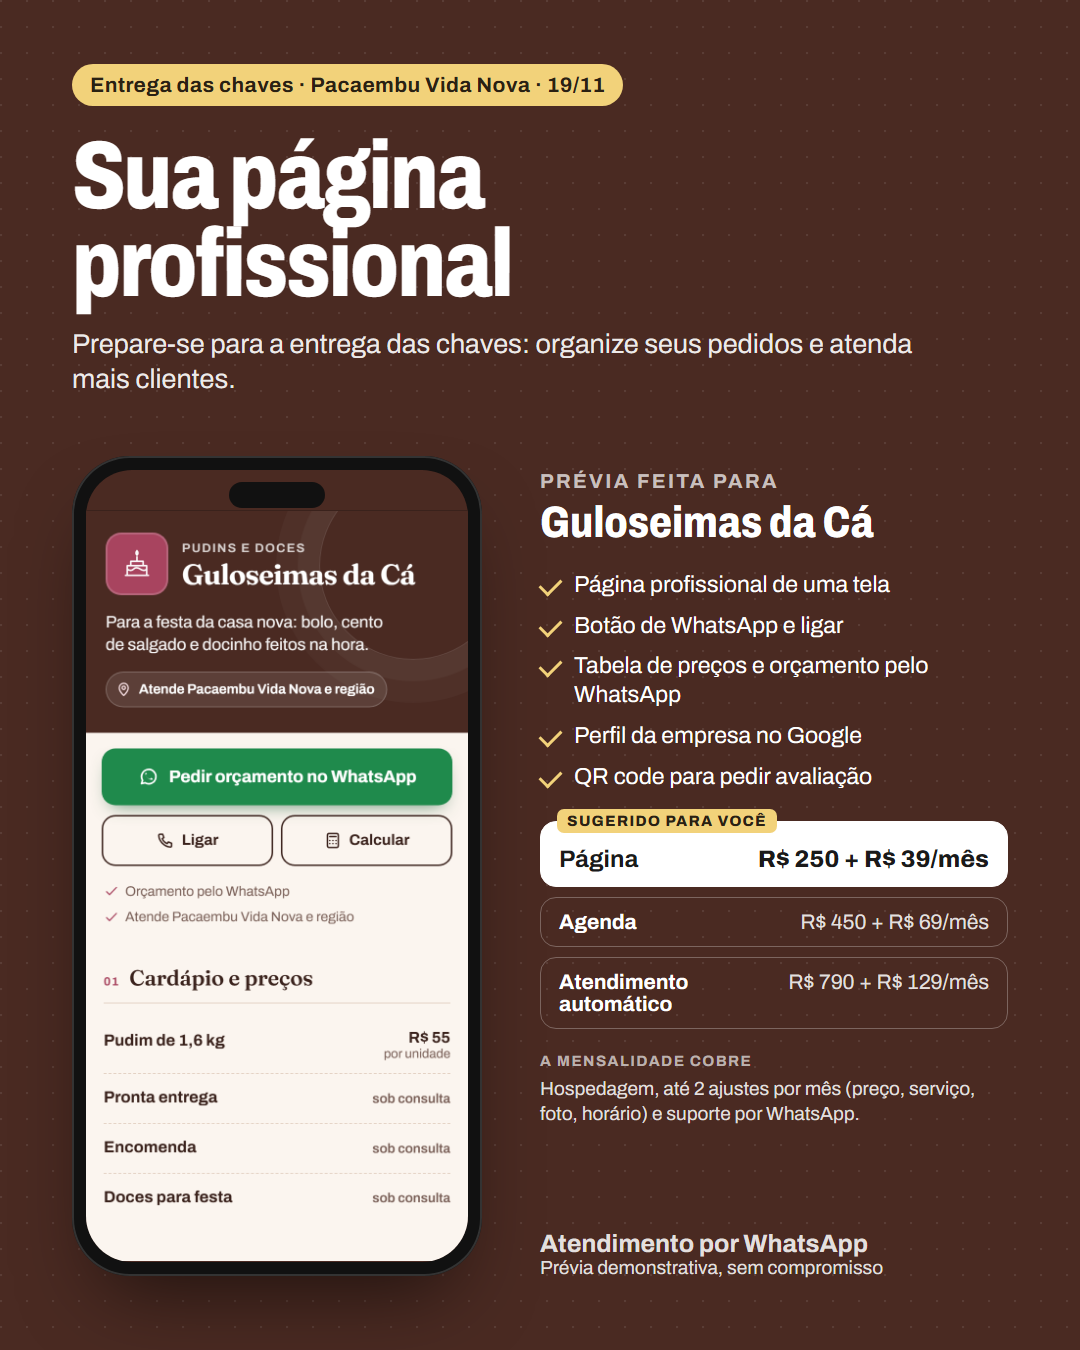 Entrega das chaves · Pacaembu Vida Nova · 19/11
Sua página
profissional
Prepare-se para a entrega das chaves: organize seus pedidos e atenda
mais clientes.
PUDINS E DOCES
Guloseimas da Cá
Para a festa da casa nova: bolo, cento
de salgado e docinho feitos na hora.
Atende Pacaembu Vida Nova e região
Pedir orçamento no WhatsApp
Ligar
Calcular
Orçamento pelo WhatsApp
Atende Pacaembu Vida Nova e região
01 Cardápio e preços
Pudim de 1,6 kg R$ 55
por unidade
Pronta entrega sob consulta
Encomenda sob consulta
Doces para festa sob consulta
PRÉVIA FEITA PARA
Guloseimas da Cá
Página profissional de uma tela
Botão de WhatsApp e ligar
Tabela de preços e orçamento pelo
WhatsApp
Perfil da empresa no Google
QR code para pedir avaliação
SUGERIDO PARA VOCÊ
Página R$ 250 + R$ 39/mês
Agenda R$ 450 + R$ 69/mês
Atendimento R$ 790 + R$ 129/mês
automático
A MENSALIDADE COBRE
Hospedagem, até 2 ajustes por mês (preço, serviço,
foto, horário) e suporte por WhatsApp.
Atendimento por WhatsApp
Prévia demonstrativa, sem compromisso